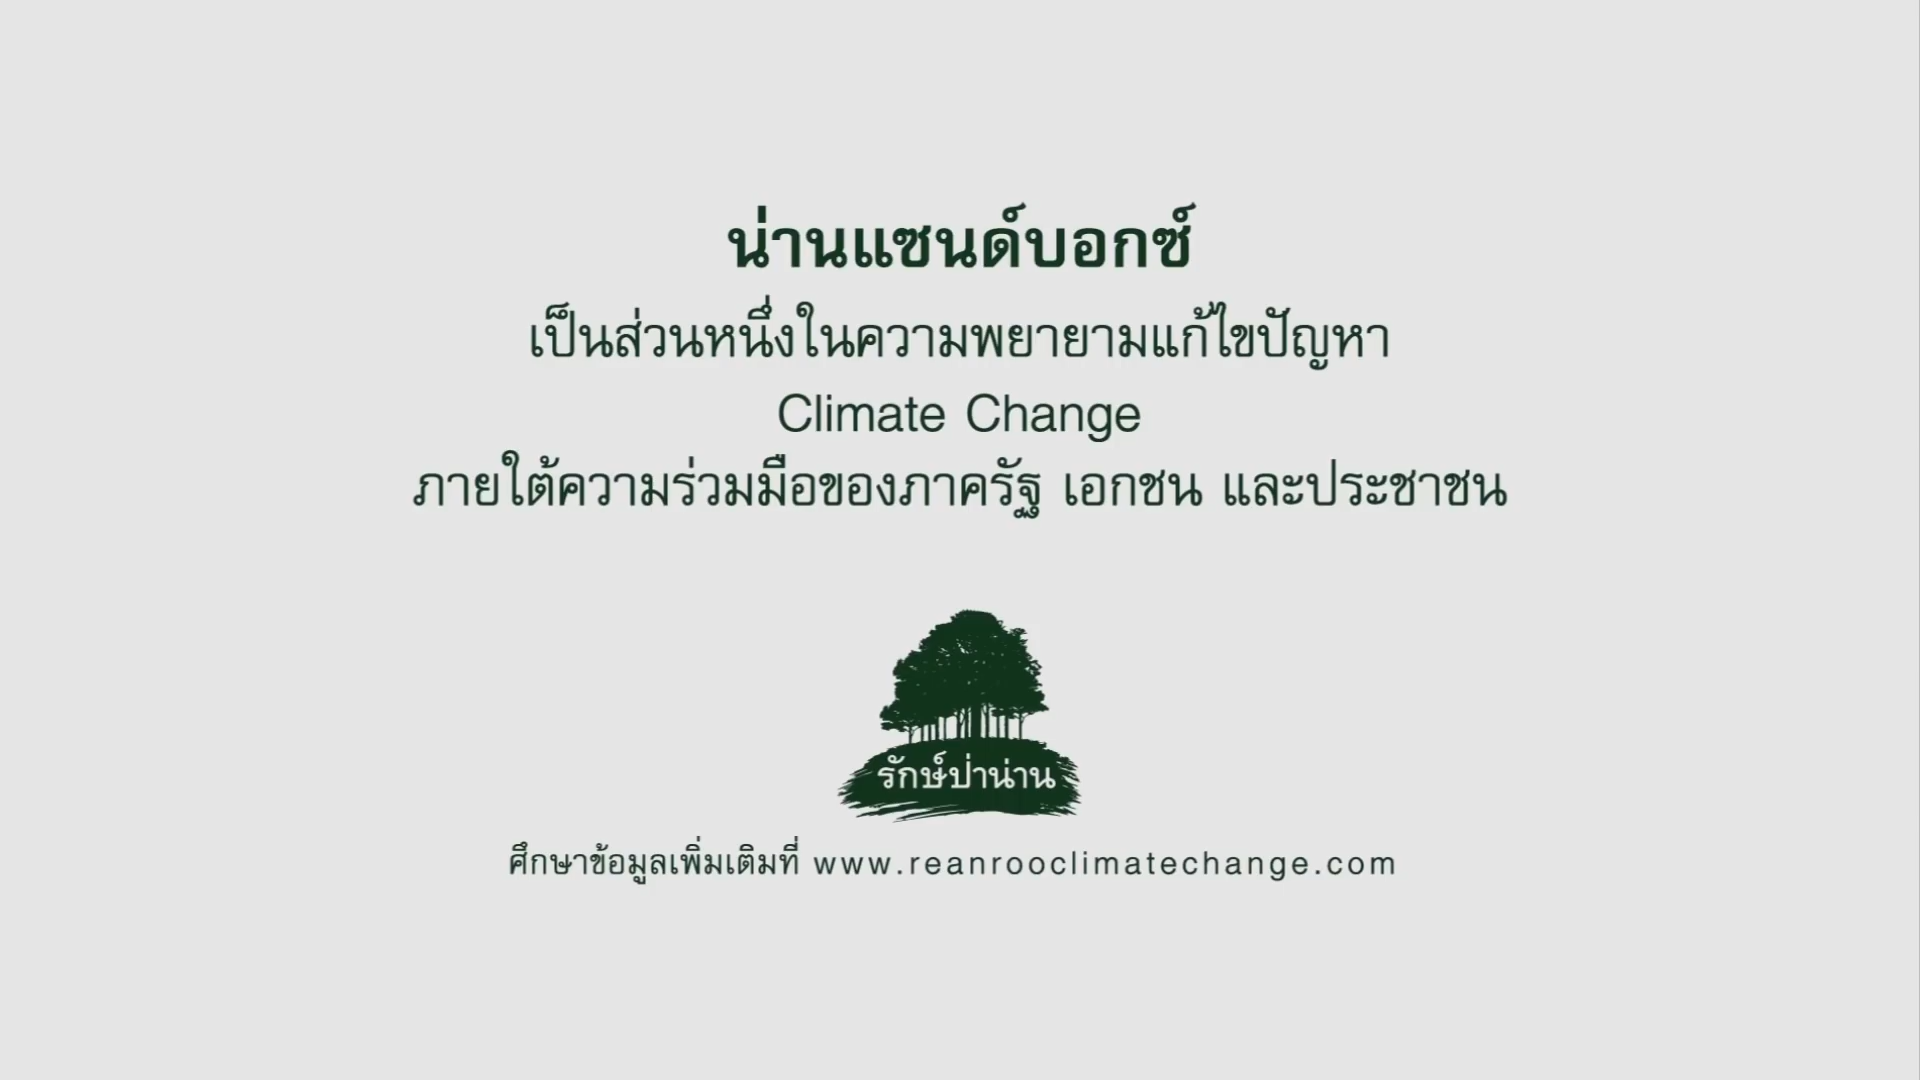 น่านแซนด์บอกซ์
เป็นส่วนหนึ่งในความพยายามแก้ไขปัญหา
Climate Change
ภายใต้ความร่วมมือของภาครัฐ เอกชน และประชาชน
รักษ์ป่าน่าน
ศึกษาข้อมูลเพิ่มเติมที่ www.reanrooclimatechange.com